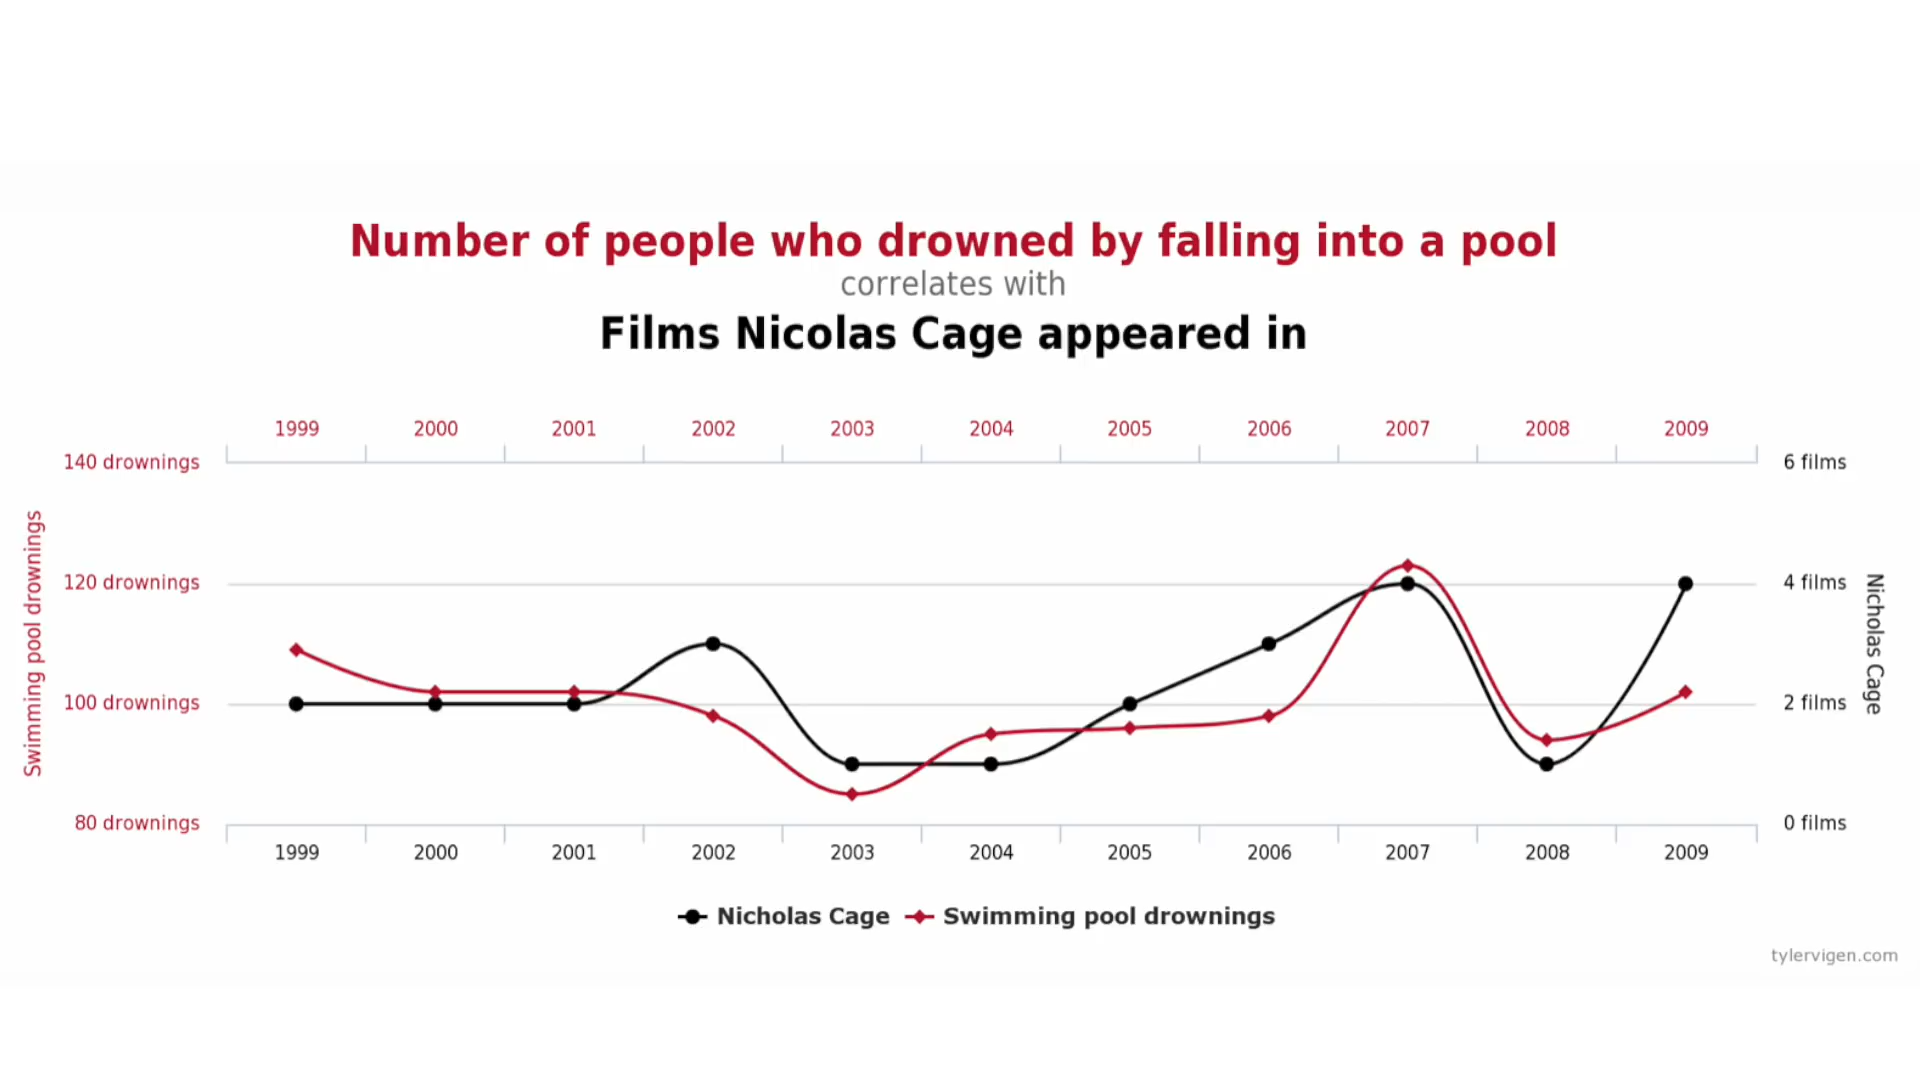 Number of people who drowned by falling into a pool
correlates with
Films Nicolas Cage appeared in
1999 2000 2001 2002 2003 2004 2005 2006 2007 2008 2009
140 drownings 6 films
120 drownings 4 films
100 drownings 2 films
80 drownings 0 films
Swimming pool drownings
Nicholas Cage
1999 2000 2001 2002 2003 2004 2005 2006 2007 2008 2009
Nicholas Cage Swimming pool drownings
tylervigen.com